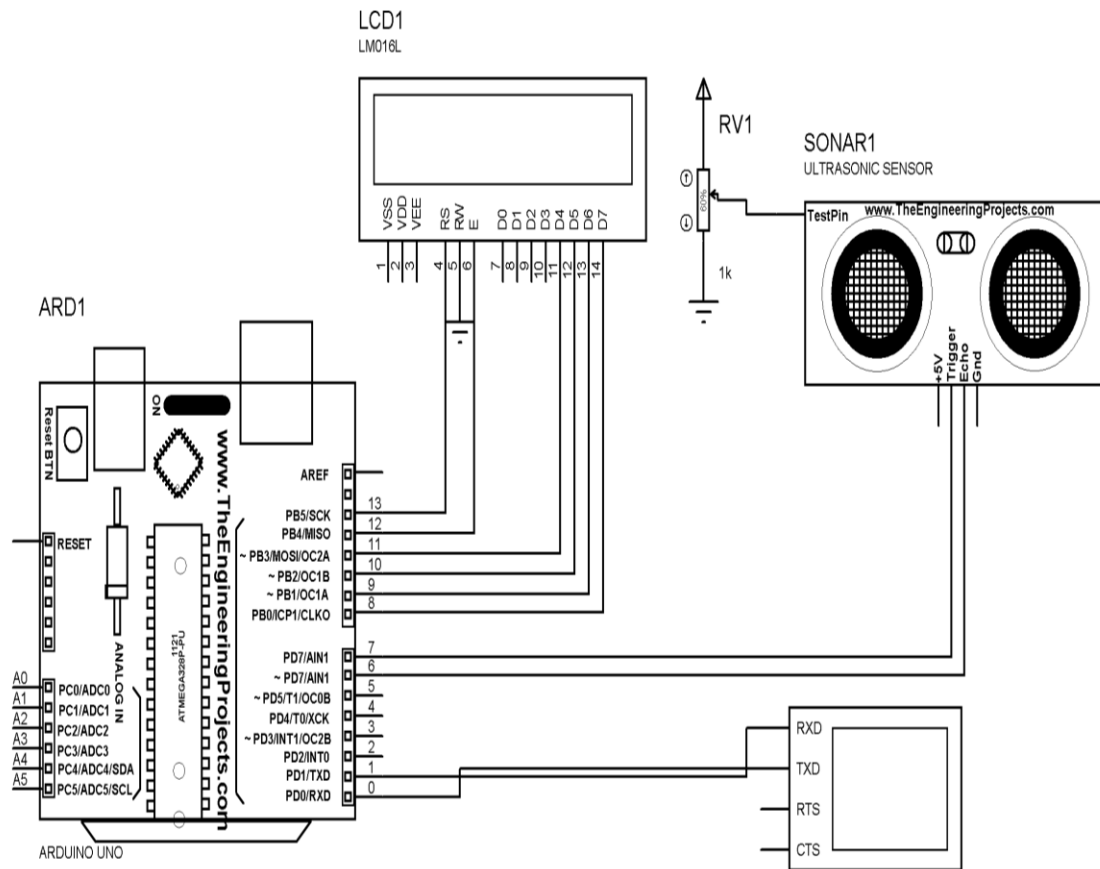 LCD1
LM016L
VSS
VDD
VEE
RS
RW
E
D0
D1
D2
D3
D4
D5
D6
D7
1
2
3
4
5
6
7
8
9
10
11
12
13
14
RV1
60%
1k
SONAR1
ULTRASONIC SENSOR
TestPin
www.TheEngineeringProjects.com
+5V
Trigger
Echo
Gnd
ARD1
Reset BTN
ON
www.TheEngineeringProjects.com
RESET
ANALOG IN
ATMEGA328P-PU
1121
AREF
PB5/SCK
13
PB4/MISO
12
~ PB3/MOSI/OC2A
11
~ PB2/OC1B
10
~ PB1/OC1A
9
PB0/ICP1/CLKO
8
PD7/AIN1
7
~ PD7/AIN1
6
~ PD5/T1/OC0B
5
PD4/T0/XCK
4
~ PD3/INT1/OC2B
3
PD2/INT0
2
PD1/TXD
1
PD0/RXD
0
A0
PC0/ADC0
A1
PC1/ADC1
A2
PC2/ADC2
A3
PC3/ADC3
A4
PC4/ADC4/SDA
A5
PC5/ADC5/SCL
ARDUINO UNO
RXD
TXD
RTS
CTS